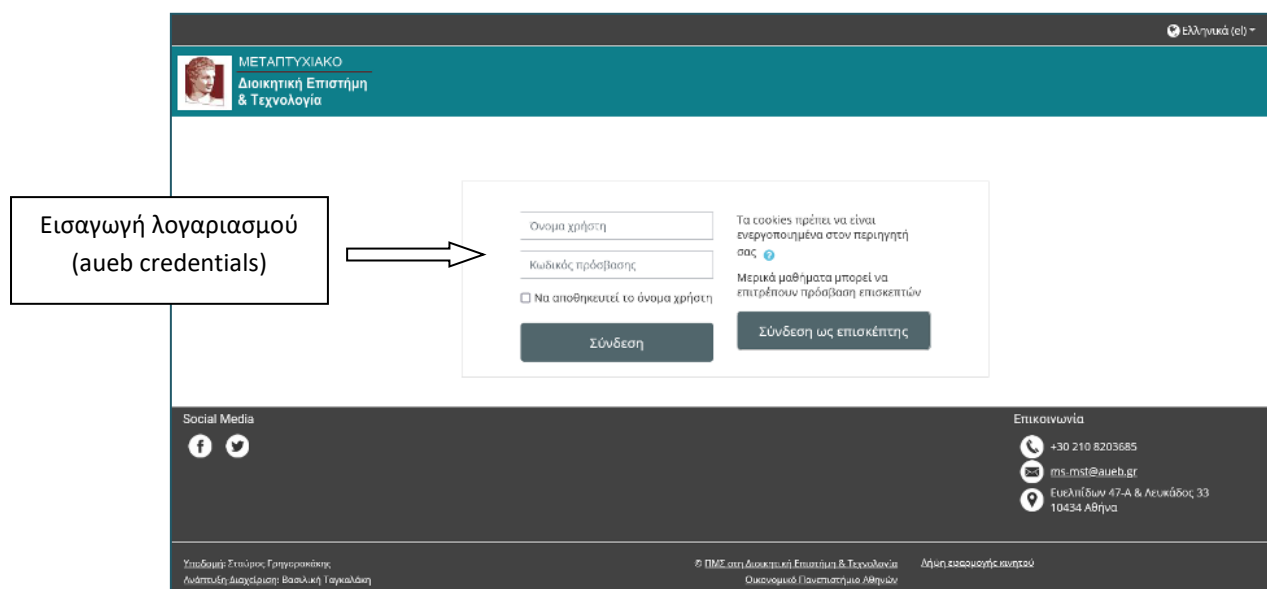 Ελληνικά (el)
ΜΕΤΑΠΤΥΧΙΑΚΟ
Διοικητική Επιστήμη
& Τεχνολογία
Εισαγωγή λογαριασμού
(aueb credentials)
Όνομα χρήστη
Κωδικός πρόσβασης
Να αποθηκευτεί το όνομα χρήστη
Σύνδεση
Τα cookies πρέπει να είναι
ενεργοποιημένα στον περιηγητή
σας ?
Μερικά μαθήματα μπορεί να
επιτρέπουν πρόσβαση επισκεπτών
Σύνδεση ως επισκέπτης
Social Media
Επικοινωνία
+30 210 8203685
ms-mst@aueb.gr
Ευελπίδων 47-Α & Λευκάδος 33
10434 Αθήνα
Υποδομή: Σταύρος Γρηγορακάκης
Ανάπτυξη-Διαχείριση: Βασιλική Ταγκαλάκη
© ΠΜΣ στη Διοικητική Επιστήμη & Τεχνολογία
Οικονομικό Πανεπιστήμιο Αθηνών
Λήψη εφαρμογής κινητού